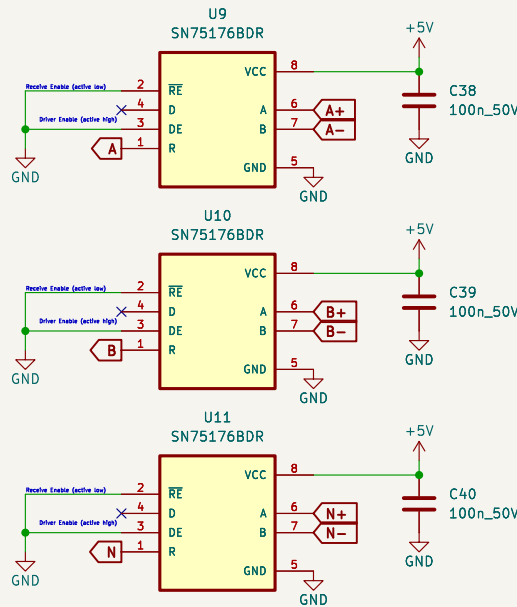 U9
SN75176BDR
+5V
VCC 8
Receive Enable (active low) 2 RE
C38
4 D A 6 A+
100n_50V
Driver Enable (active high) 3 DE B 7 A-
A 1 R
GND 5
GND
GND
GND
U10
SN75176BDR
+5V
VCC 8
Receive Enable (active low) 2 RE
C39
4 D A 6 B+
100n_50V
Driver Enable (active high) 3 DE B 7 B-
B 1 R
GND 5
GND
GND
GND
U11
SN75176BDR
+5V
VCC 8
Receive Enable (active low) 2 RE
C40
4 D A 6 N+
100n_50V
Driver Enable (active high) 3 DE B 7 N-
N 1 R
GND 5
GND
GND
GND